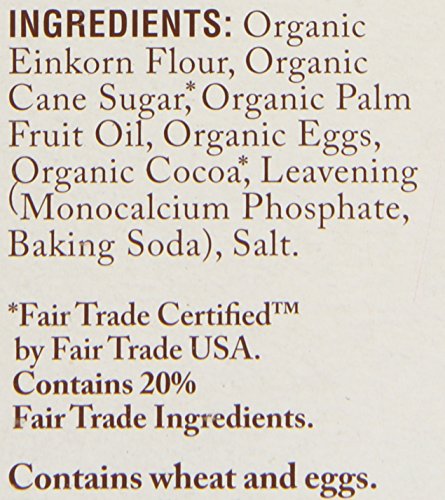 INGREDIENTS: Organic
Einkorn Flour, Organic
Cane Sugar,* Organic Palm
Fruit Oil, Organic Eggs,
Organic Cocoa*, Leavening
(Monocalcium Phosphate,
Baking Soda), Salt.
*Fair Trade Certified™
by Fair Trade USA.
Contains 20%
Fair Trade Ingredients.
Contains wheat and eggs.